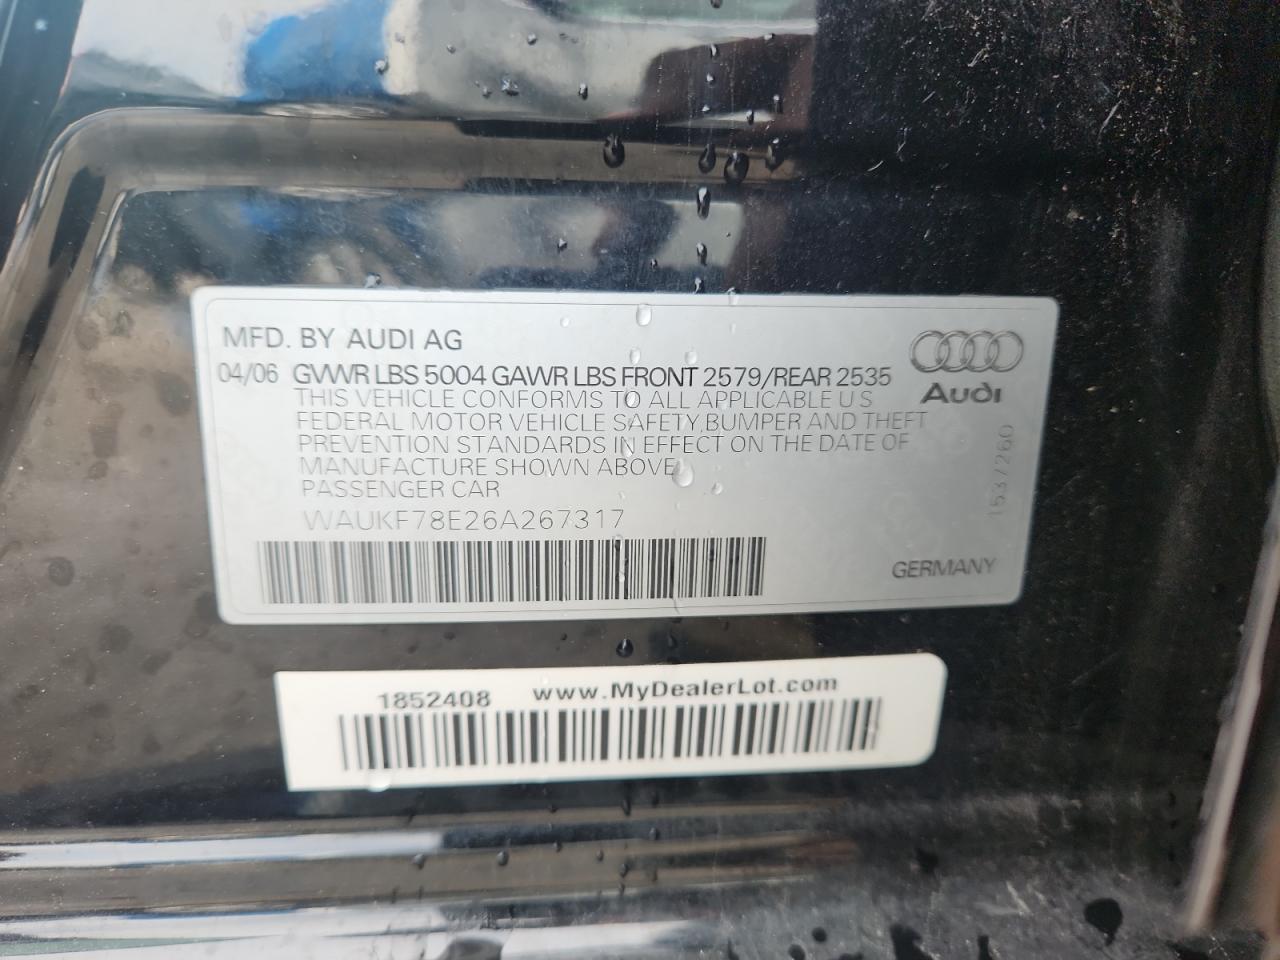 MFD. BY AUDI AG
04/06 GVWR LBS 5004 GAWR LBS FRONT 2579/REAR 2535
THIS VEHICLE CONFORMS TO ALL APPLICABLE U S
FEDERAL MOTOR VEHICLE SAFETY, BUMPER AND THEFT
PREVENTION STANDARDS IN EFFECT ON THE DATE OF
MANUFACTURE SHOWN ABOVE
PASSENGER CAR
WAUKF78E26A267317
Audi
153/260
GERMANY
1852408 www.MyDealerLot.com